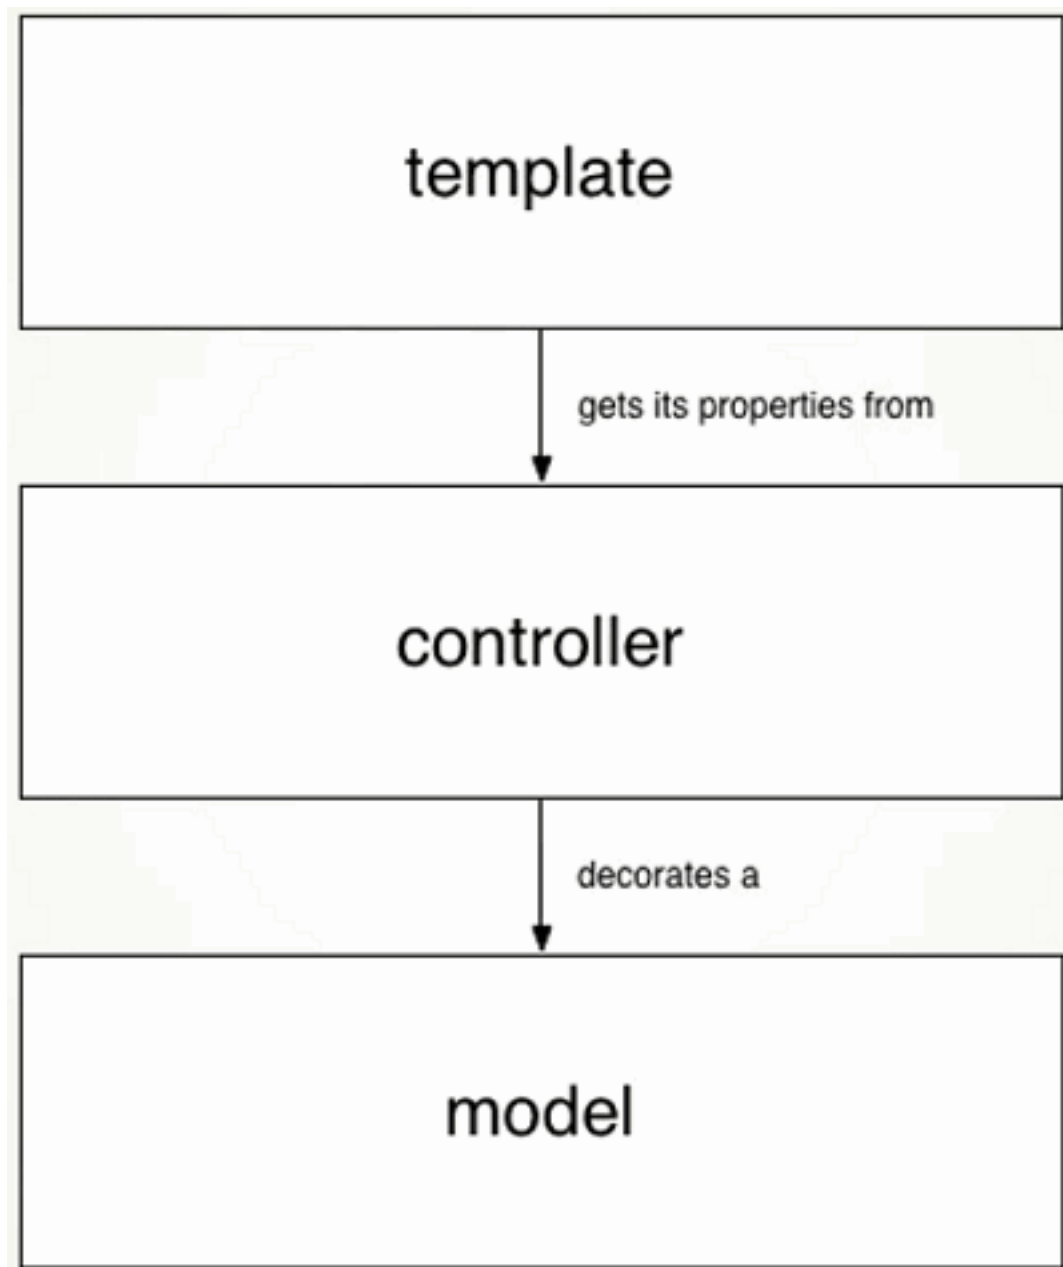 template
gets its properties from
controller
decorates a
model